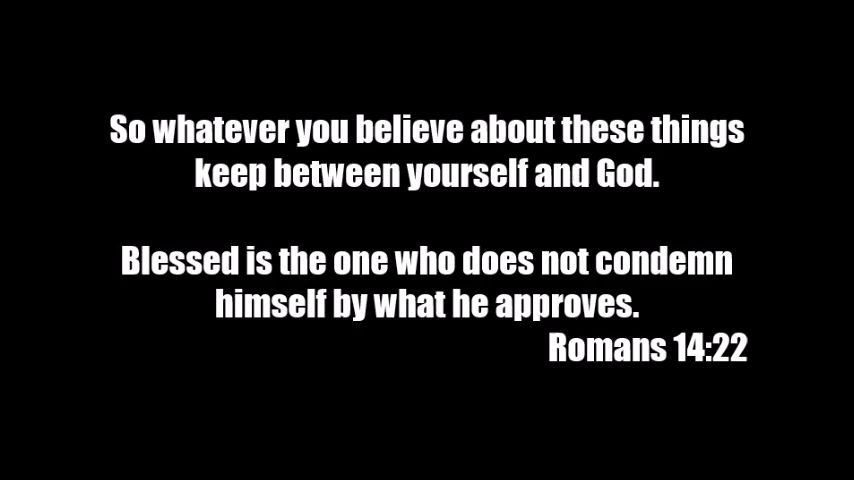 So whatever you believe about these things
keep between yourself and God.
Blessed is the one who does not condemn
himself by what he approves.
Romans 14:22